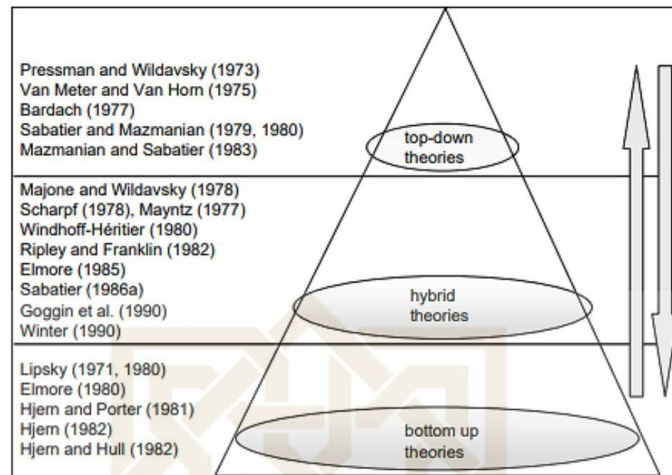 Pressman and Wildavsky (1973)
Van Meter and Van Horn (1975)
Bardach (1977)
Sabatier and Mazmanian (1979, 1980)
Mazmanian and Sabatier (1983)
top-down
theories
Majone and Wildavsky (1978)
Scharpf (1978), Mayntz (1977)
Windhoff-Héritier (1980)
Ripley and Franklin (1982)
Elmore (1985)
Sabatier (1986a)
Goggin et al. (1990)
Winter (1990)
hybrid
theories
Lipsky (1971, 1980)
Elmore (1980)
Hjern and Porter (1981)
Hjern (1982)
Hjern and Hull (1982)
bottom up
theories